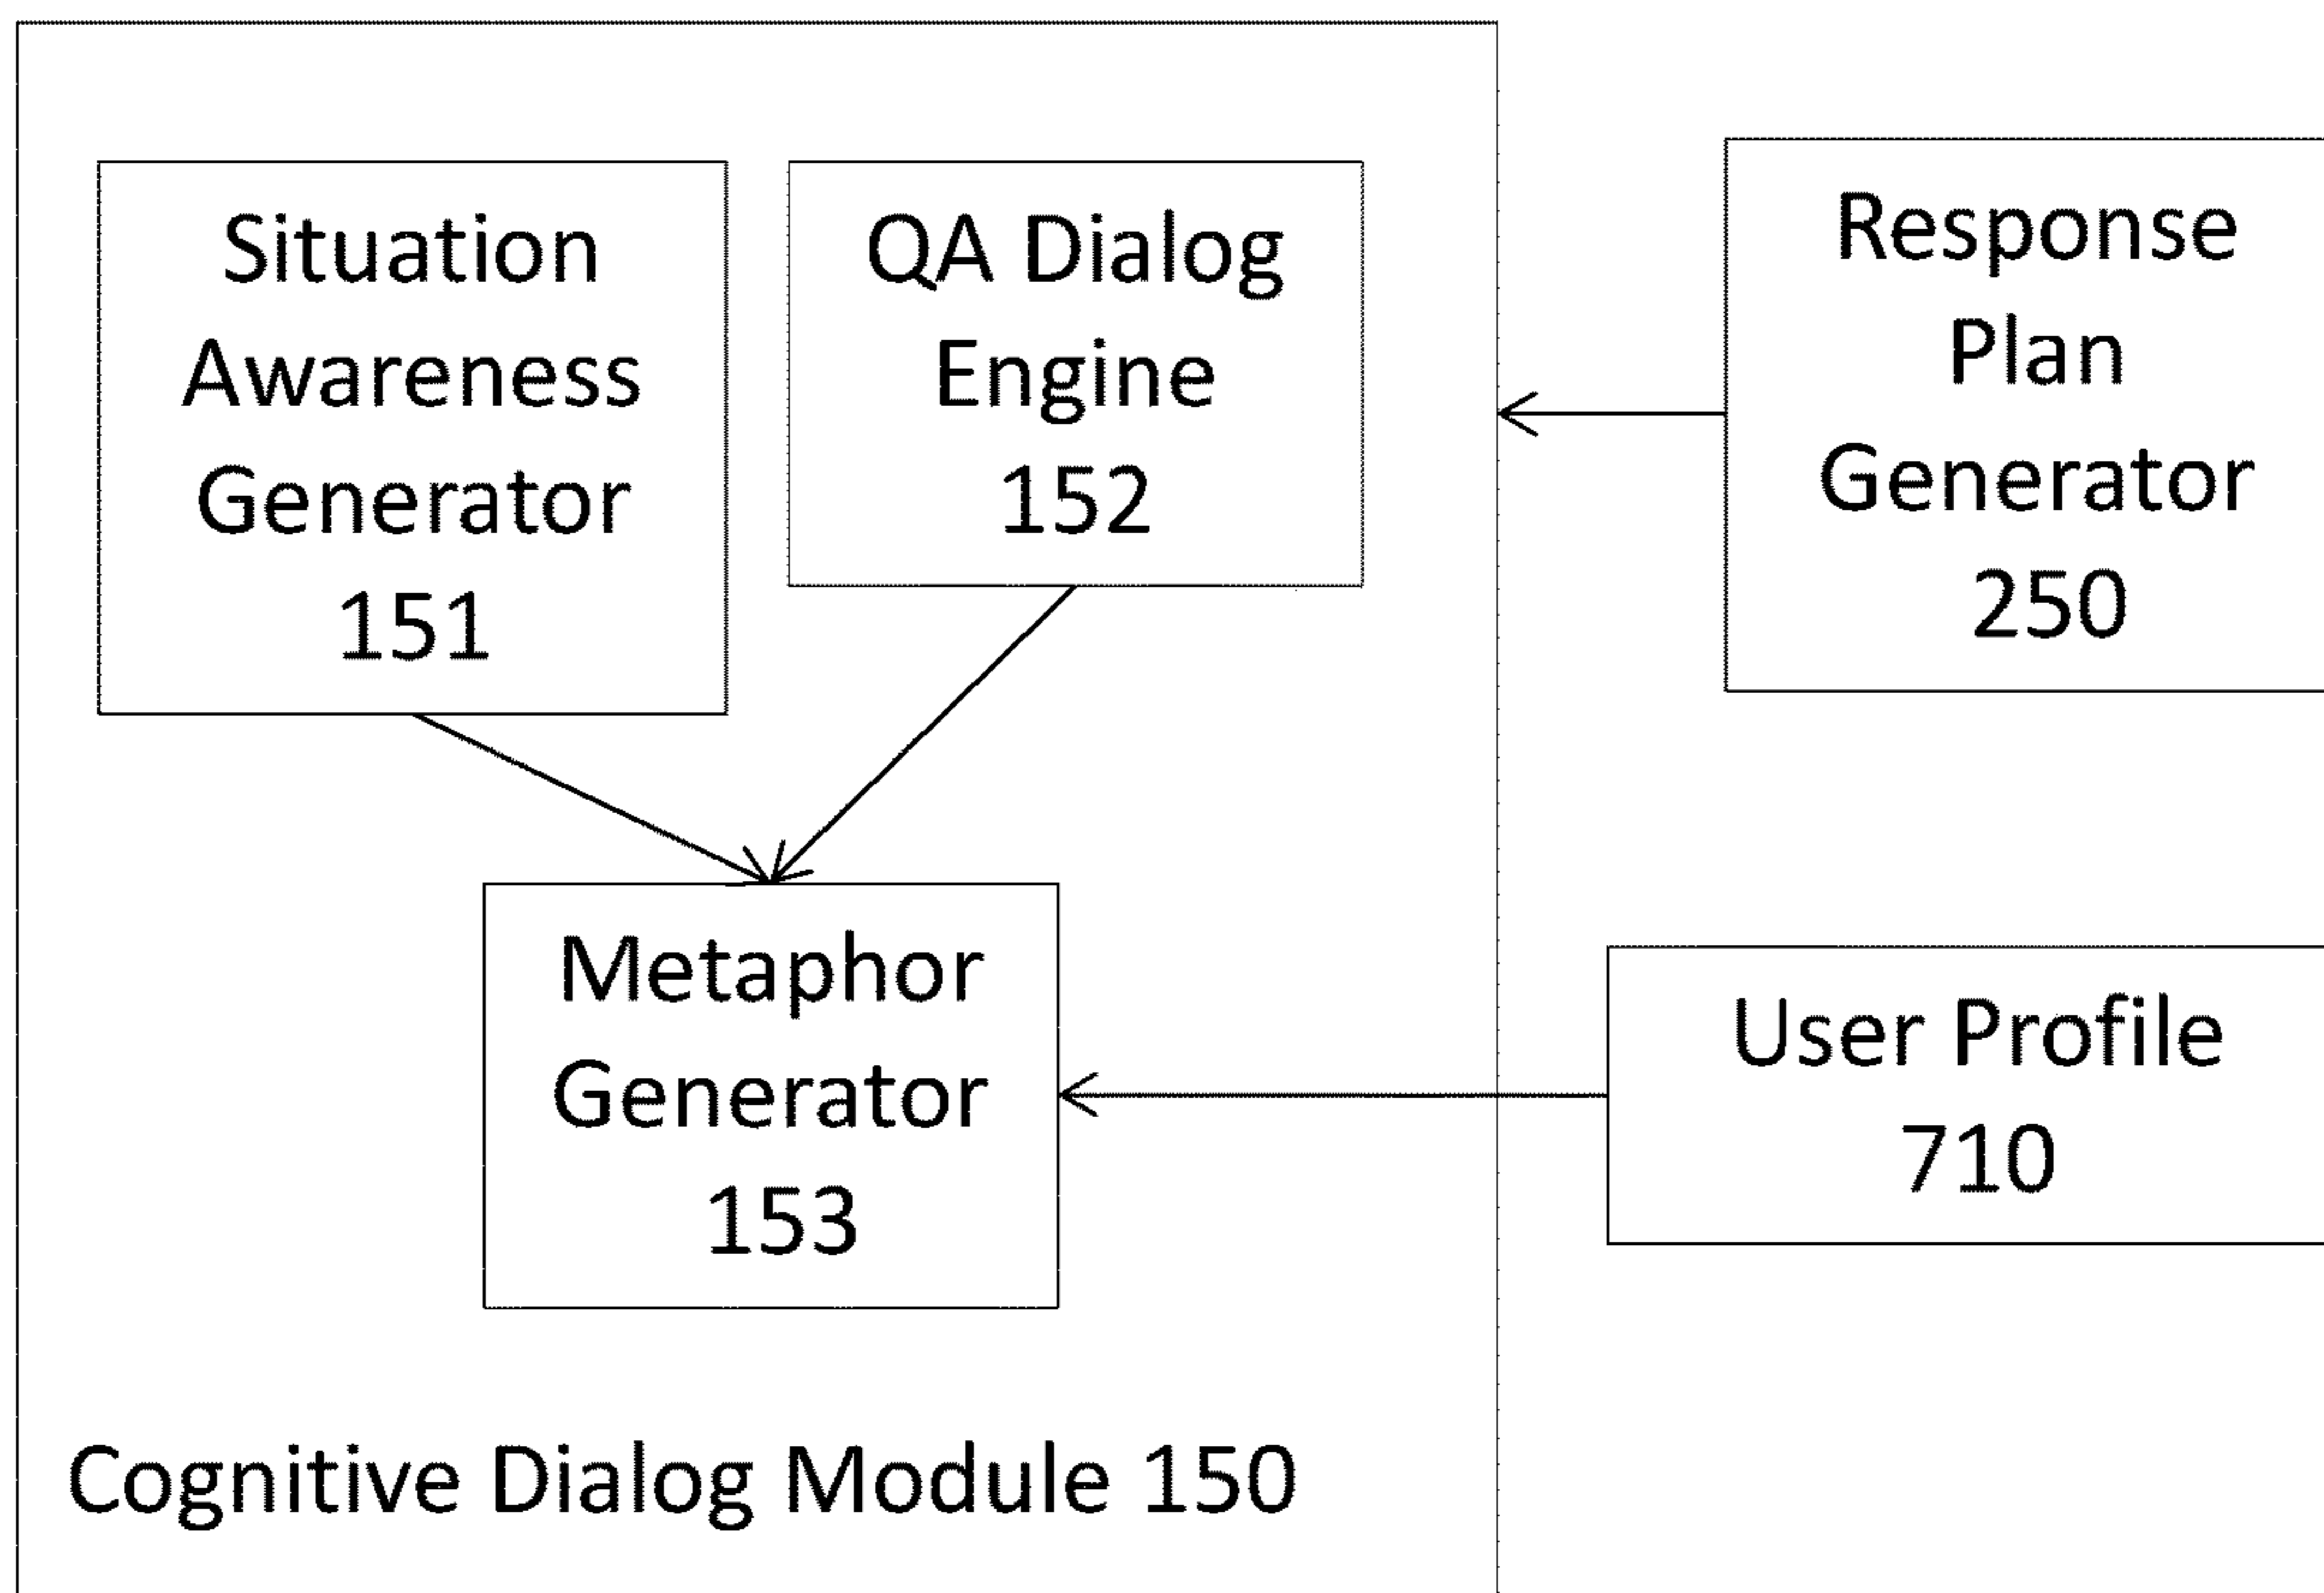 Situation
Awareness
Generator
151
QA Dialog
Engine
152
Response
Plan
Generator
250
Metaphor
Generator
153
User Profile
710
Cognitive Dialog Module 150